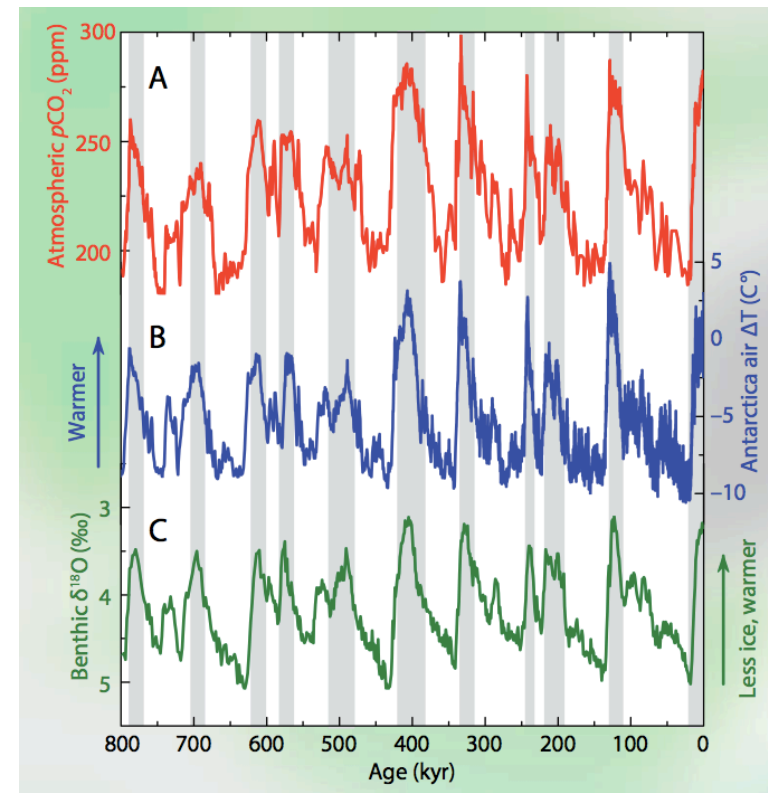 300
A
250
200
Atmospheric pCO₂ (ppm)
B
Warmer
5
0
−5
−10
Antarctica air ΔT (C°)
C
3
4
5
Benthic δ¹⁸O (‰)
Less ice, warmer
800 700 600 500 400 300 200 100 0
Age (kyr)